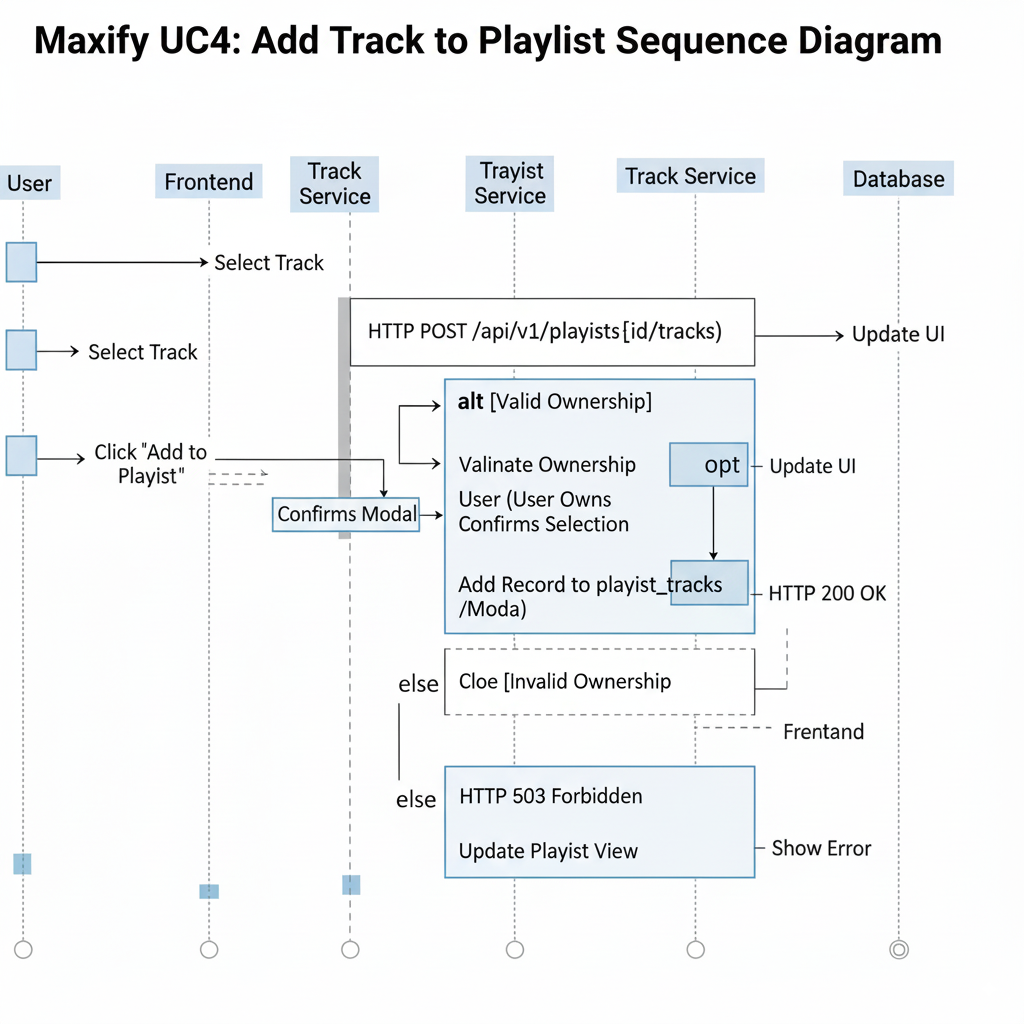 Maxify UC4: Add Track to Playlist Sequence Diagram
User
Frontend
Track
Service
Trayist
Service
Track Service
Database
Select Track
HTTP POST /api/v1/playists[id/tracks)
Update UI
Select Track
alt [Valid Ownership]
Click "Add to
Playist"
Valinate Ownership
opt
Update UI
User (User Owns
Confirms Selection
Confirms Modal
Add Record to playist_tracks
/Moda)
HTTP 200 OK
else
Cloe [Invalid Ownership
Frentand
else
HTTP 503 Forbidden
Update Playist View
Show Error